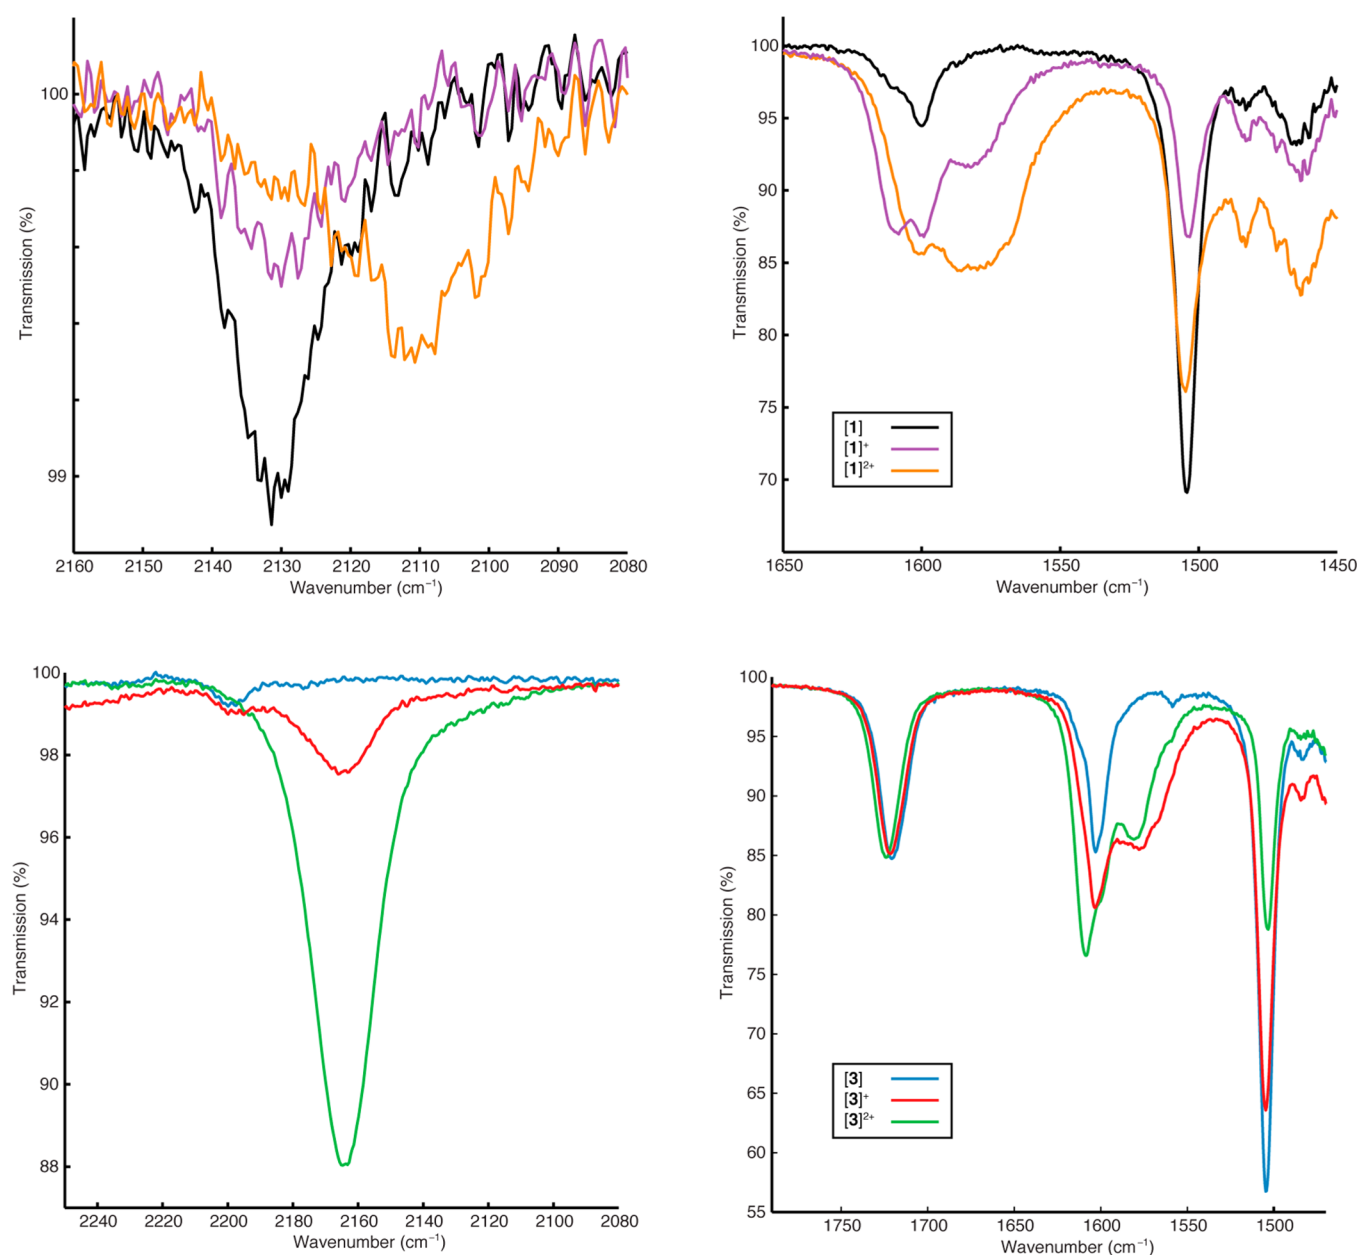 100
99
Transmission (%)
2160 2150 2140 2130 2120 2110 2100 2090 2080
Wavenumber (cm⁻¹)
100
95
90
85
80
75
70
Transmission (%)
[1]
[1]⁺
[1]²⁺
1650 1600 1550 1500 1450
Wavenumber (cm⁻¹)
100
98
96
94
92
90
88
Transmission (%)
2240 2220 2200 2180 2160 2140 2120 2100 2080
Wavenumber (cm⁻¹)
100
95
90
85
80
75
70
65
60
55
Transmission (%)
[3]
[3]⁺
[3]²⁺
1750 1700 1650 1600 1550 1500
Wavenumber (cm⁻¹)